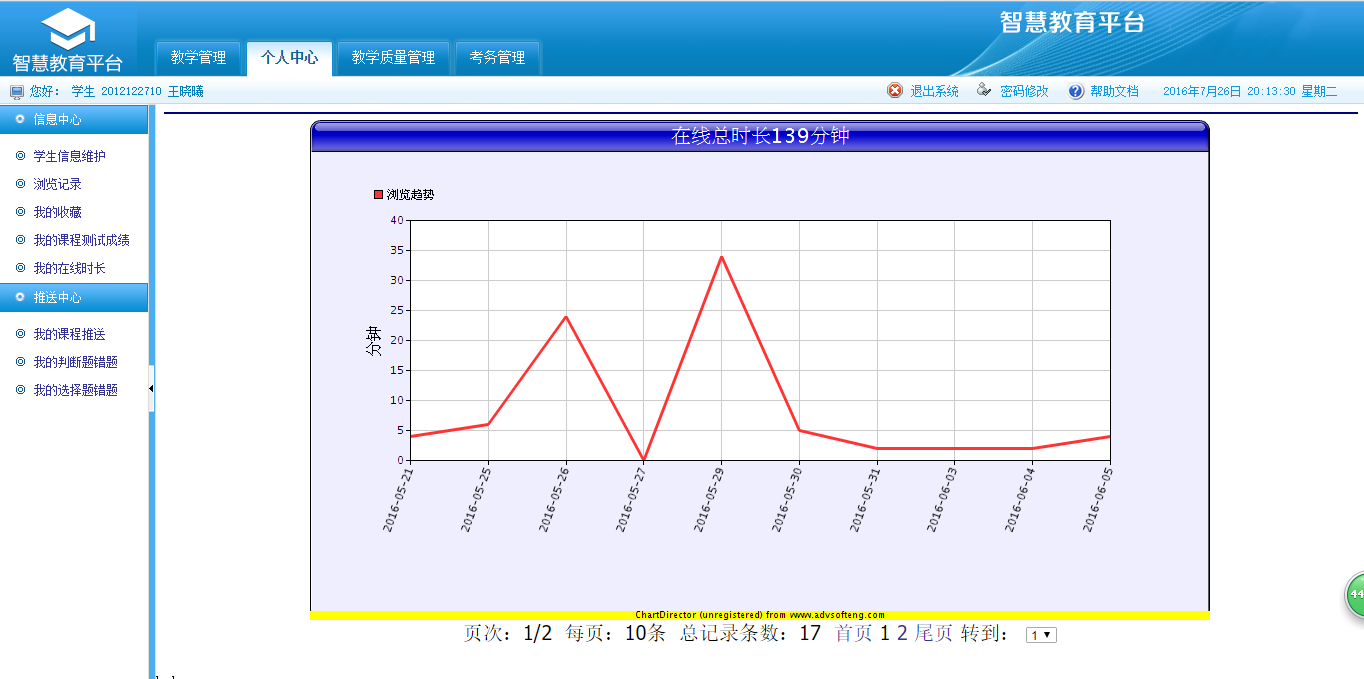 智慧教育平台
智慧教育平台
教学管理 个人中心 教学质量管理 考务管理
您好： 学生 2012122710 王晓曦
退出系统 密码修改 帮助文档 2016年7月26日 20:13:30 星期二
信息中心
学生信息维护
浏览记录
我的收藏
我的课程测试成绩
我的在线时长
推送中心
我的课程推送
我的判断题错题
我的选择题错题
在线总时长139分钟
浏览趋势
分钟
40
35
30
25
20
15
10
5
0
2016-05-21 2016-05-25 2016-05-26 2016-05-27 2016-05-29 2016-05-30 2016-05-31 2016-06-03 2016-06-04 2016-06-05
ChartDirector (unregistered) from www.advsofteng.com
页次：1/2 每页：10条 总记录条数：17 首页 1 2 尾页 转到： 1
44